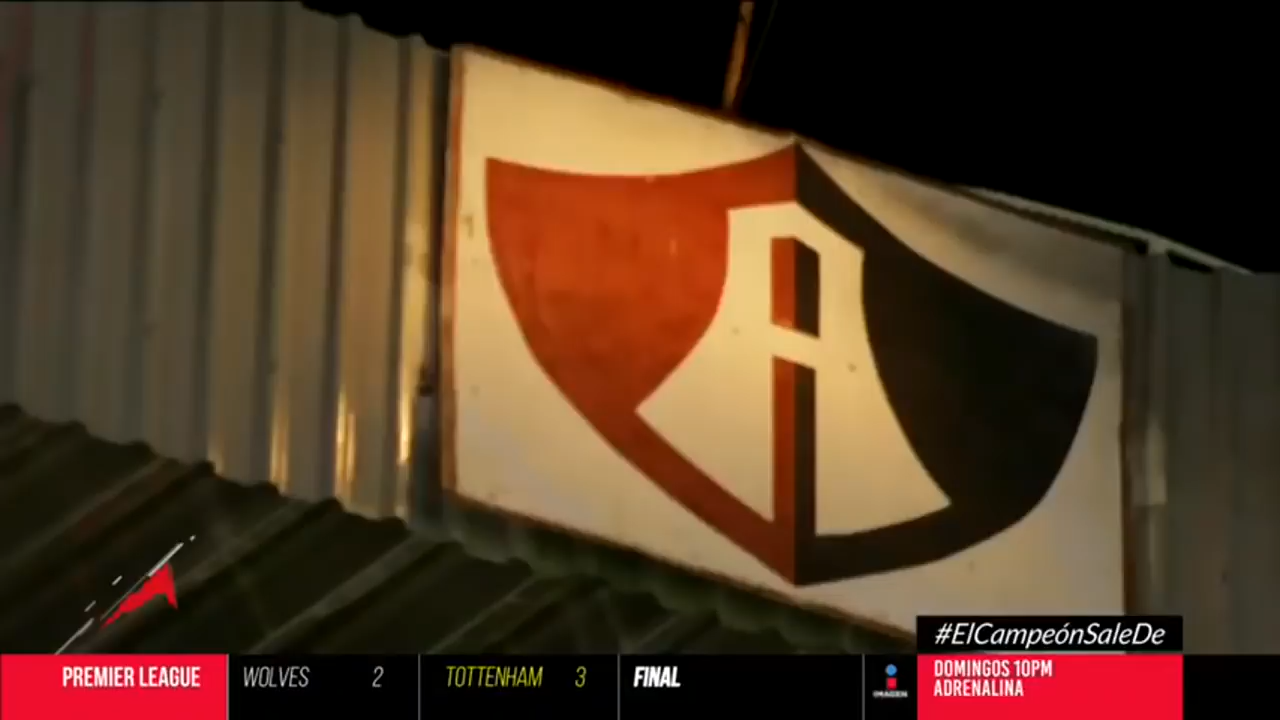 A
#ElCampeónSaleDe
PREMIER LEAGUE WOLVES 2 TOTTENHAM 3 FINAL
IMAGEN
DOMINGOS 10PM
ADRENALINA